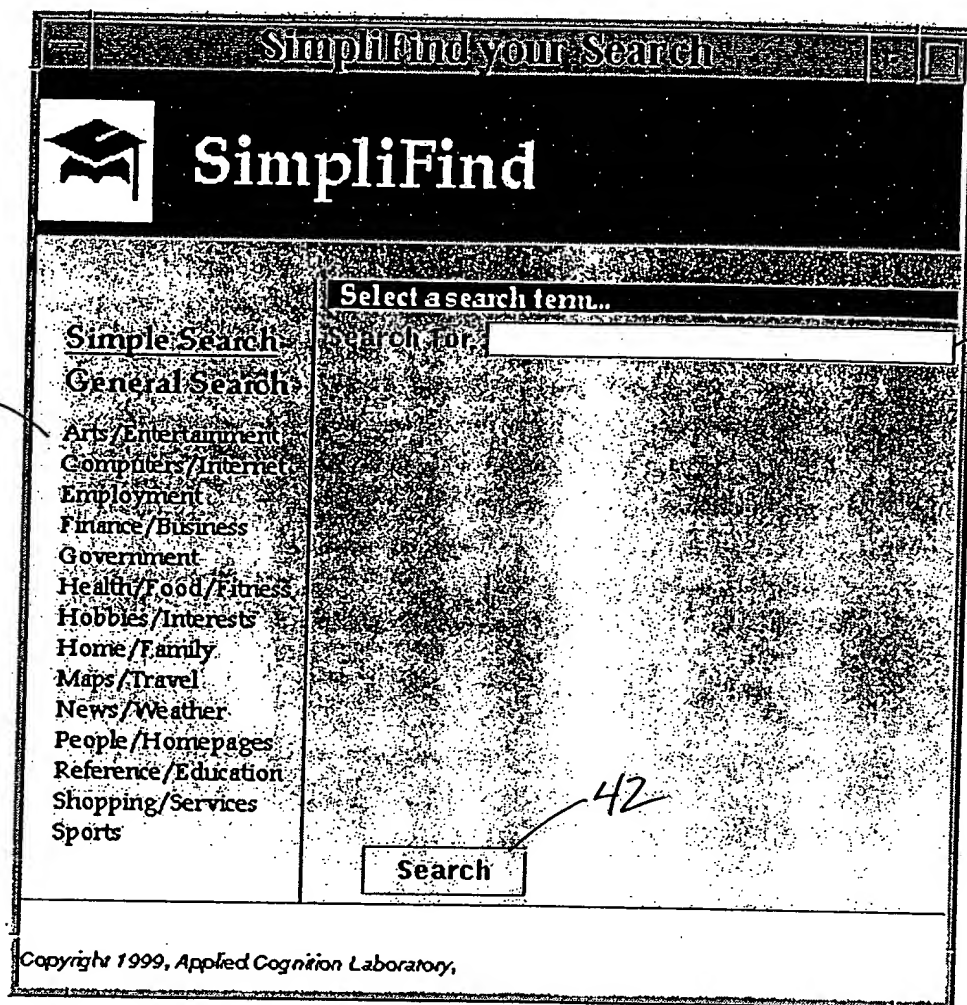 SimpliFind your Search
SimpliFind
Select a search term...
Search For
Simple Search
General Search
Arts/Entertainment
Computers/Internet
Employment
Finance/Business
Government
Health/Food/Fitness
Hobbies/Interests
Home/Family
Maps/Travel
News/Weather
People/Homepages
Reference/Education
Shopping/Services
Sports
42
Search
Copyright 1999, Applied Cognition Laboratory,